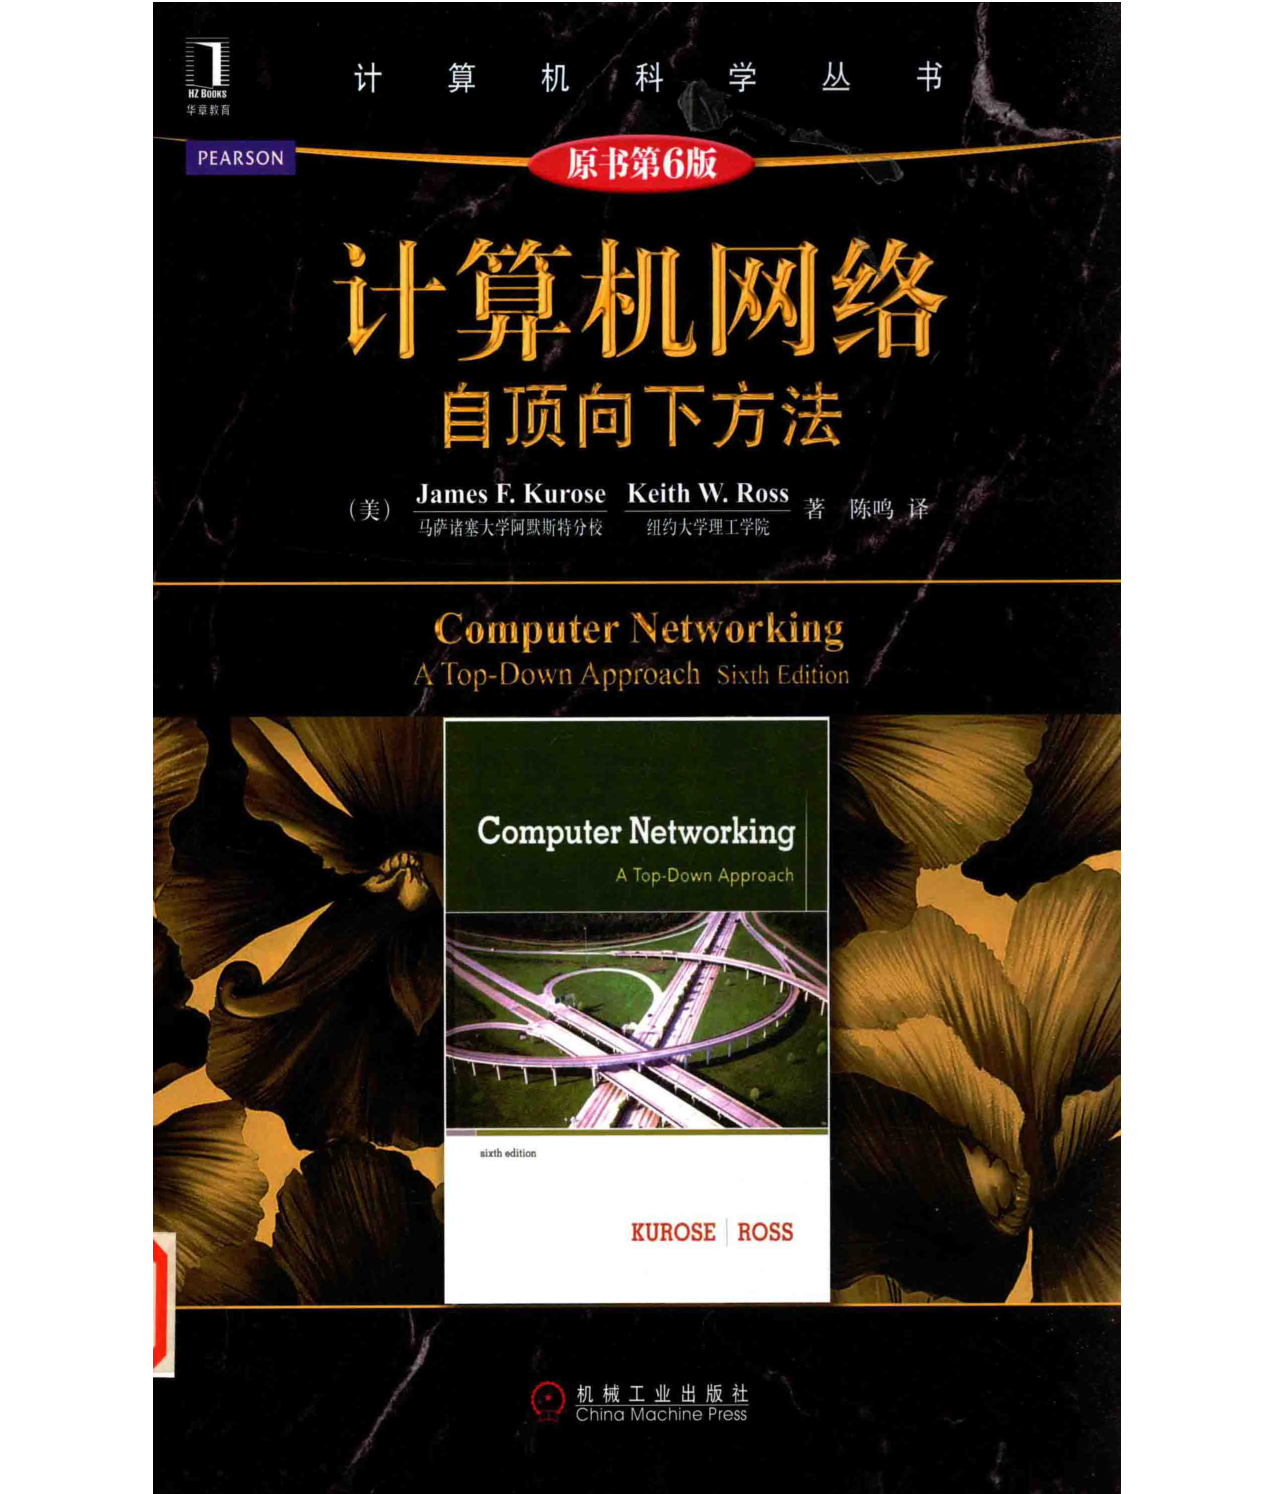 HZ BOOKS
华章教育
计算机科学丛书
PEARSON
原书第6版
计算机网络
自顶向下方法
(美) James F. Kurose Keith W. Ross 著 陈鸣 译
马萨诸塞大学阿默斯特分校 纽约大学理工学院
Computer Networking
A Top-Down Approach Sixth Edition
Computer Networking
A Top-Down Approach
sixth edition
KUROSE ROSS
机械工业出版社
China Machine Press